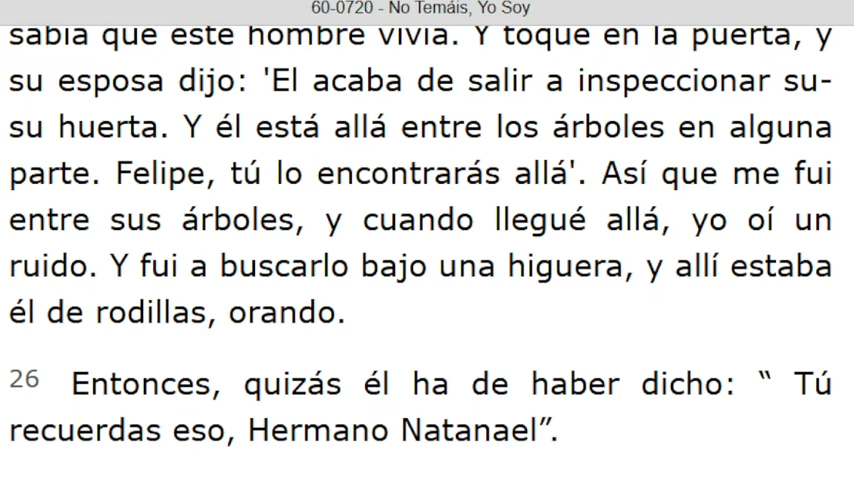 60-0720 - No Temáis, Yo Soy
sabía que este hombre vivía. Y toqué en la puerta, y
su esposa dijo: 'El acaba de salir a inspeccionar su-
su huerta. Y él está allá entre los árboles en alguna
parte. Felipe, tú lo encontrarás allá'. Así que me fui
entre sus árboles, y cuando llegué allá, yo oí un
ruido. Y fui a buscarlo bajo una higuera, y allí estaba
él de rodillas, orando.
26 Entonces, quizás él ha de haber dicho: “ Tú
recuerdas eso, Hermano Natanael”.